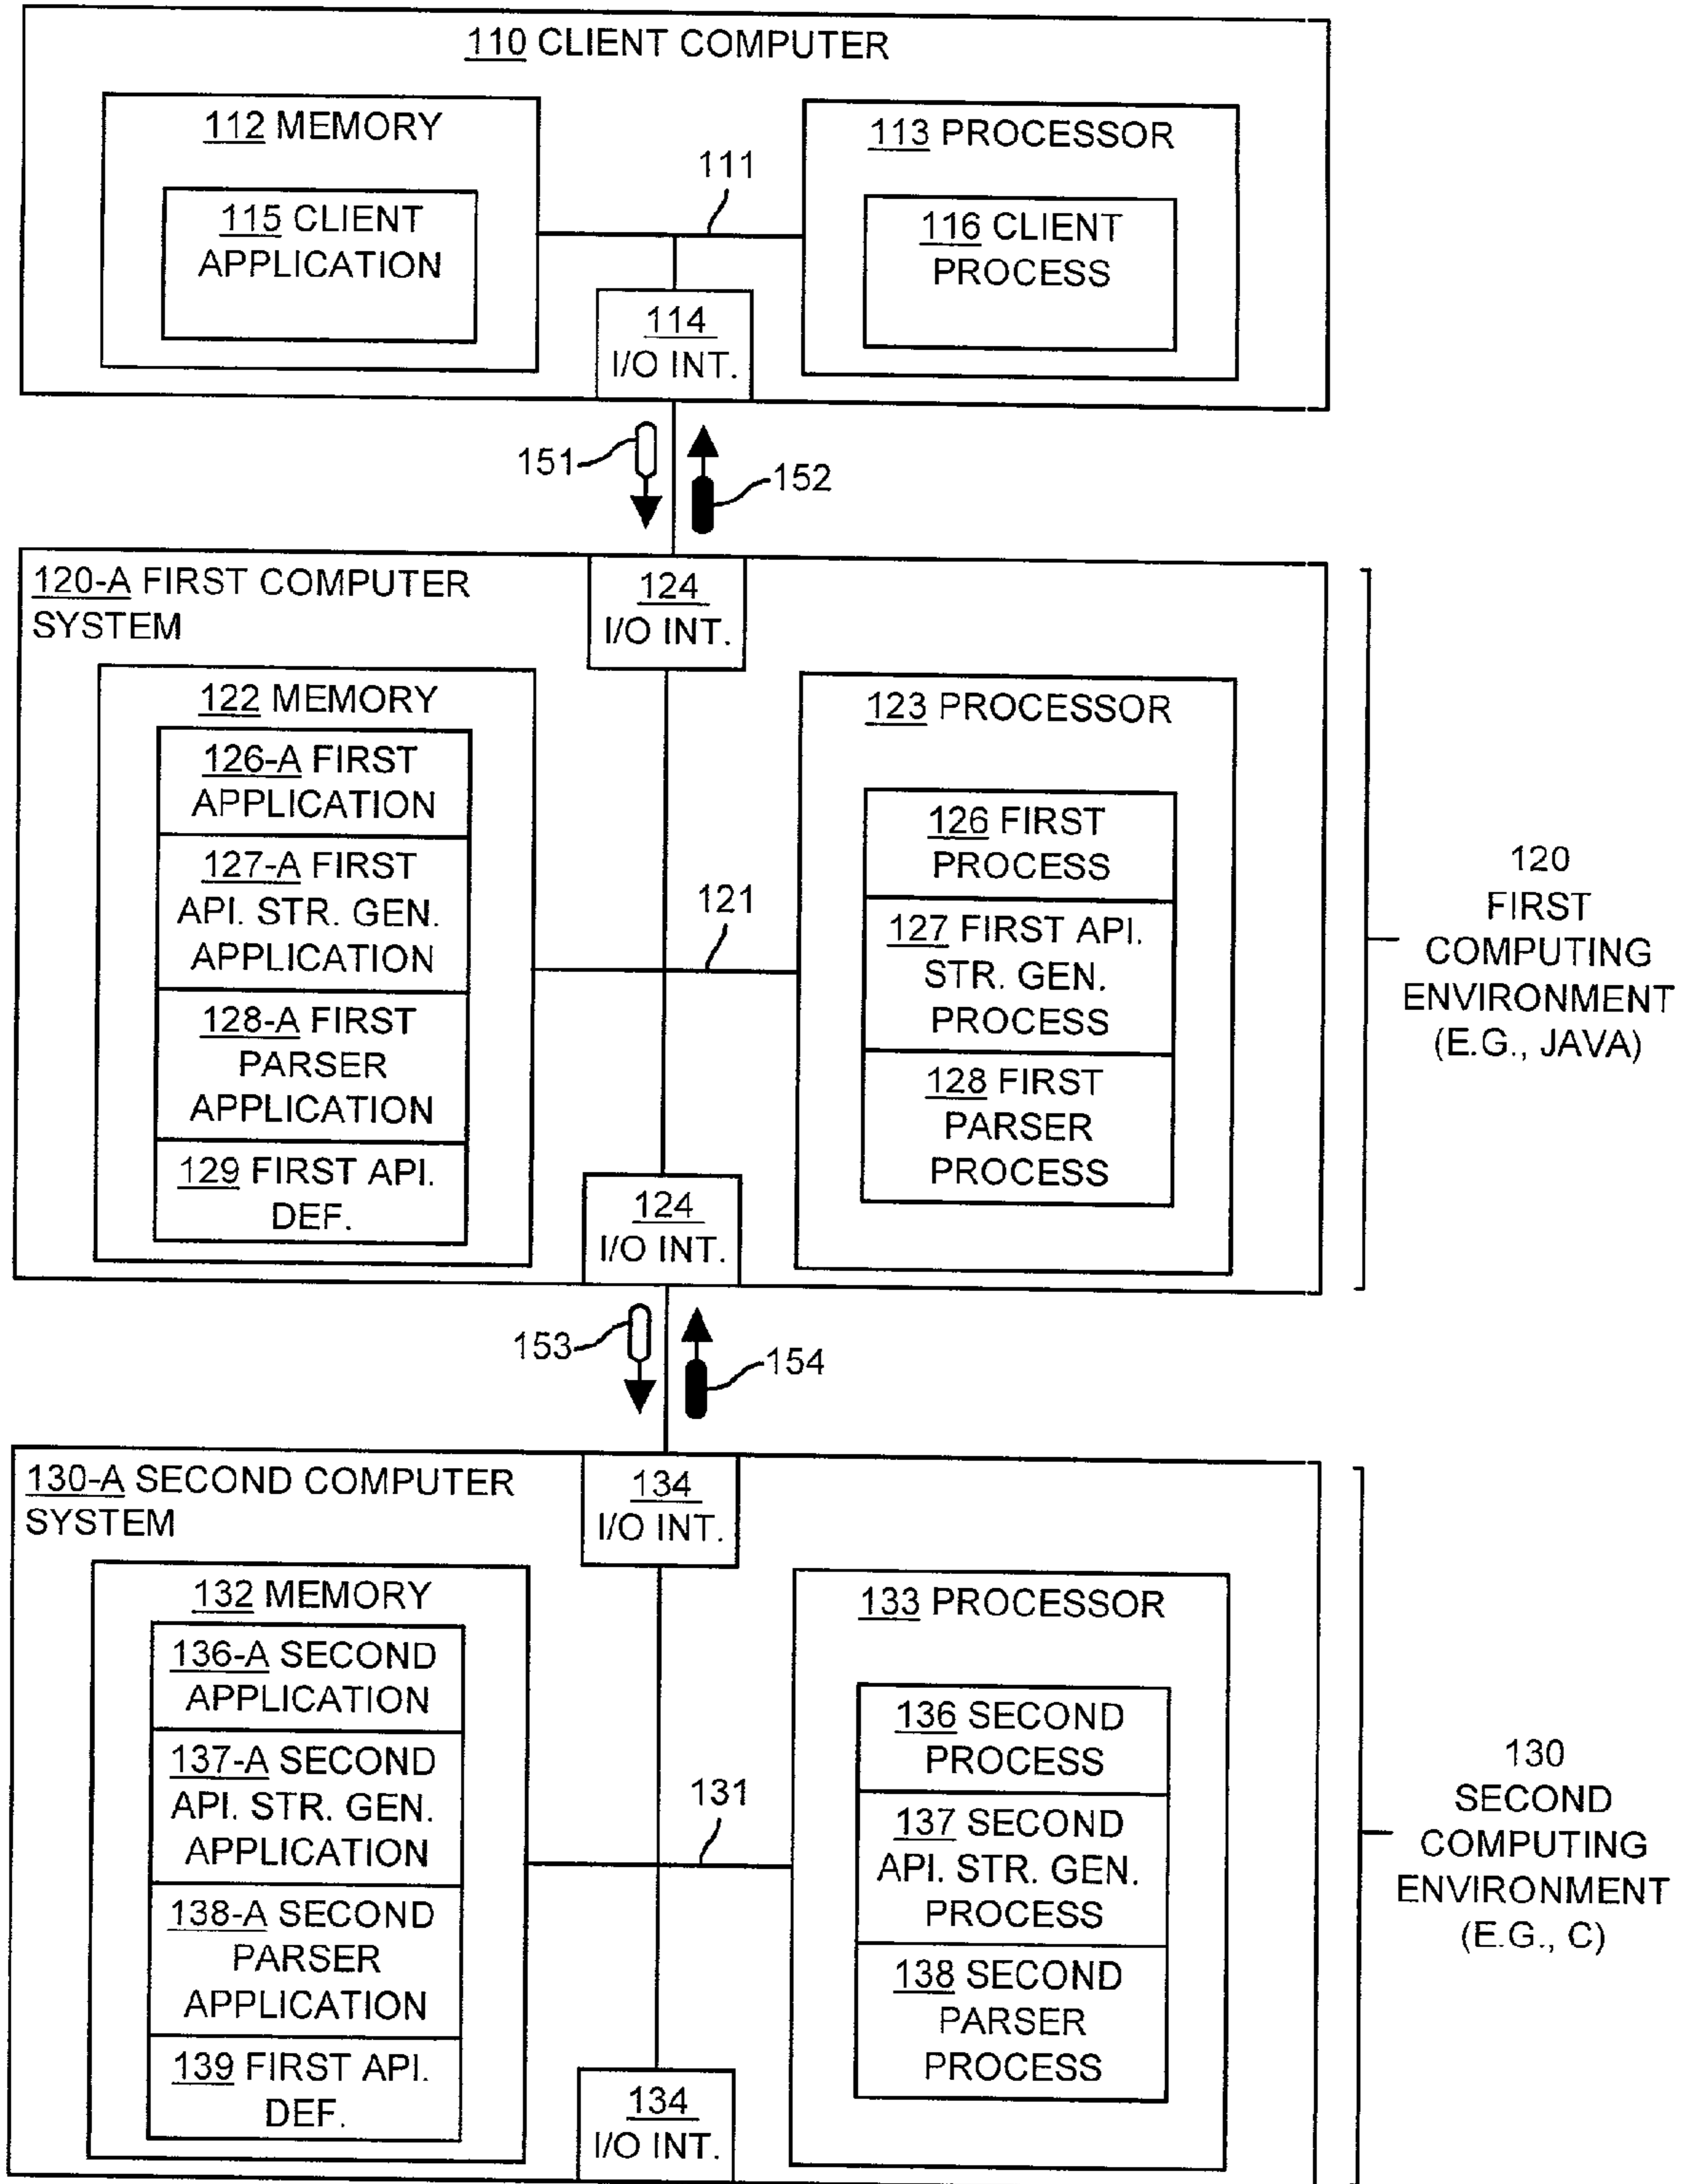 110 CLIENT COMPUTER
112 MEMORY
115 CLIENT
APPLICATION
111
113 PROCESSOR
116 CLIENT
PROCESS
114
I/O INT.
151
152
120-A FIRST COMPUTER
SYSTEM
124
I/O INT.
122 MEMORY
126-A FIRST
APPLICATION
127-A FIRST
API. STR. GEN.
APPLICATION
128-A FIRST
PARSER
APPLICATION
129 FIRST API.
DEF.
121
123 PROCESSOR
126 FIRST
PROCESS
127 FIRST API.
STR. GEN.
PROCESS
128 FIRST
PARSER
PROCESS
124
I/O INT.
120
FIRST
COMPUTING
ENVIRONMENT
(E.G., JAVA)
153
154
130-A SECOND COMPUTER
SYSTEM
134
I/O INT.
132 MEMORY
136-A SECOND
APPLICATION
137-A SECOND
API. STR. GEN.
APPLICATION
138-A SECOND
PARSER
APPLICATION
139 FIRST API.
DEF.
131
133 PROCESSOR
136 SECOND
PROCESS
137 SECOND
API. STR. GEN.
PROCESS
138 SECOND
PARSER
PROCESS
134
I/O INT.
130
SECOND
COMPUTING
ENVIRONMENT
(E.G., C)